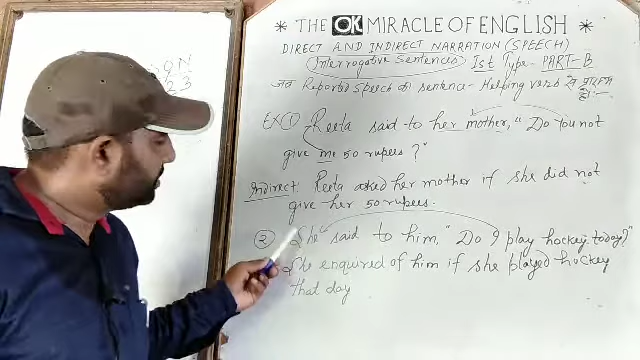 * THE OK MIRACLE OF ENGLISH *
DIRECT AND INDIRECT NARRATION (SPEECH)
(Interrogative Sentences) Ist Type - PART-B
जब Reported Speech का sentence Helping verb से प्रारम्भ
हो:-
Ex ① Reeta said to her mother, "Do you not
give me 50 rupees?"
Indirect: Reeta asked her mother if she did not
give her 50 rupees.
② She said to him, "Do I play hockey today?"
She enquired of him if she played hockey
that day